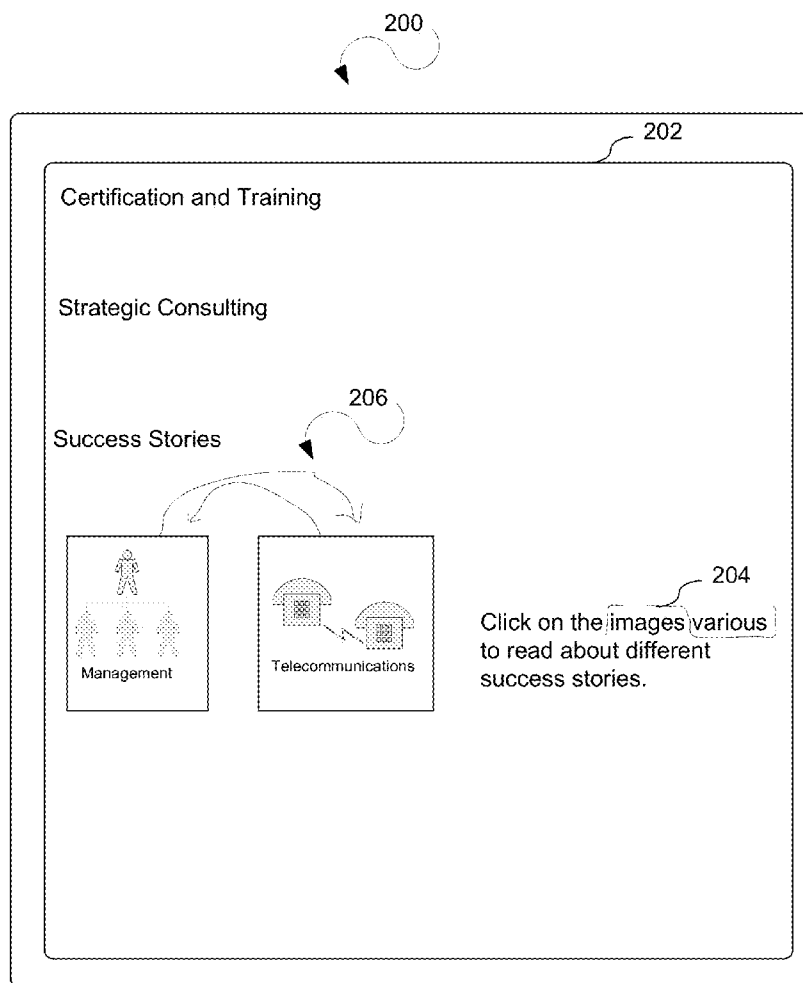 200
202
Certification and Training
Strategic Consulting
206
Success Stories
204
Click on the images various
to read about different
success stories.
Management
Telecommunications